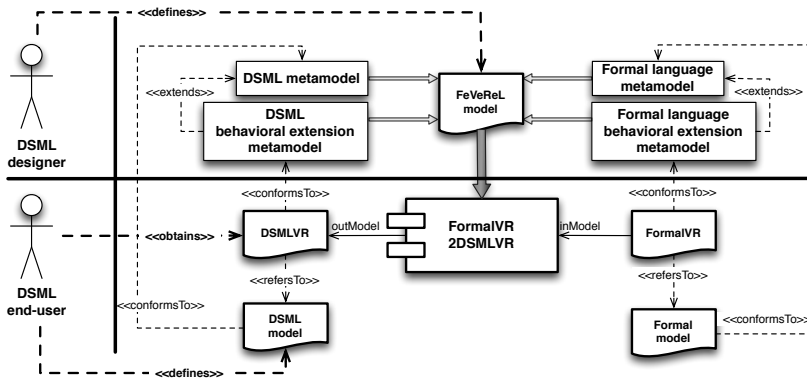 <<defines>>
DSML metamodel
Formal language
metamodel
<<extends>>
FeVeReL
model
<<extends>>
DSML
behavioral extension
metamodel
Formal language
behavioral extension
metamodel
DSML
designer
<<conformsTo>>
<<conformsTo>>
DSMLVR
outModel
FormalVR
2DSMLVR
inModel
FormalVR
<<obtains>>
<<refersTo>>
<<refersTo>>
DSML
end-user
<<conformsTo>>
DSML
model
Formal
model
<<conformsTo>>
<<defines>>